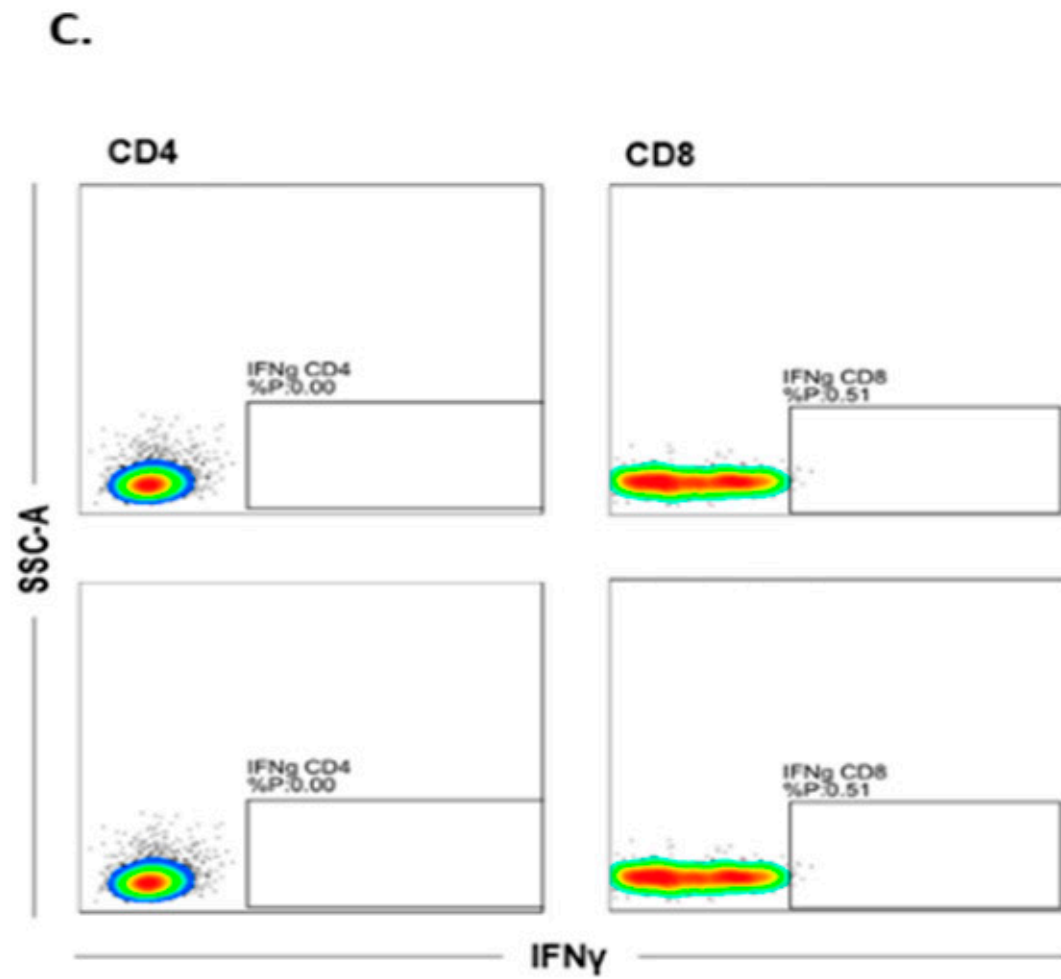 C.
CD4
CD8
IFNg CD4
%P:0.00
IFNg CD8
%P:0.51
SSC-A
IFNg CD4
%P:0.00
IFNg CD8
%P:0.51
IFNγ